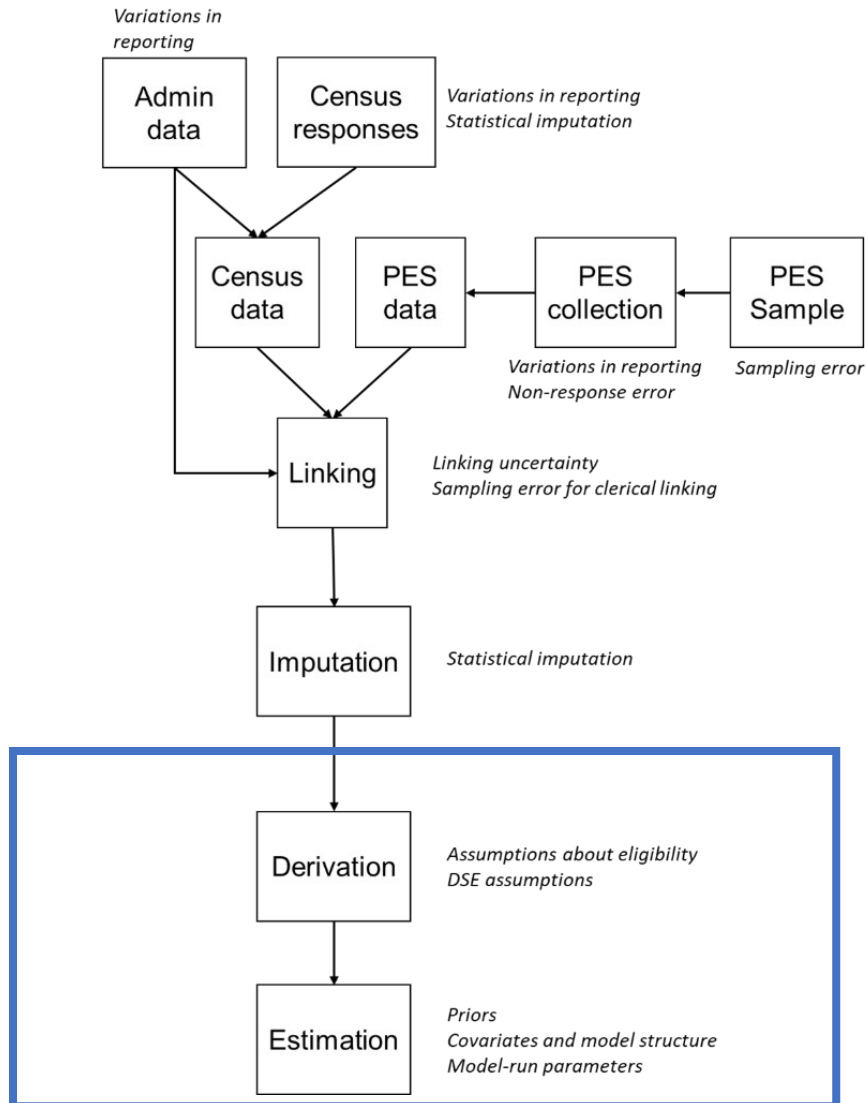 Variations in
reporting
Admin
data
Census
responses
Variations in reporting
Statistical imputation
Census
data
PES
data
PES
collection
PES
Sample
Variations in reporting
Non-response error
Sampling error
Linking
Linking uncertainty
Sampling error for clerical linking
Imputation
Statistical imputation
Derivation
Assumptions about eligibility
DSE assumptions
Estimation
Priors
Covariates and model structure
Model-run parameters